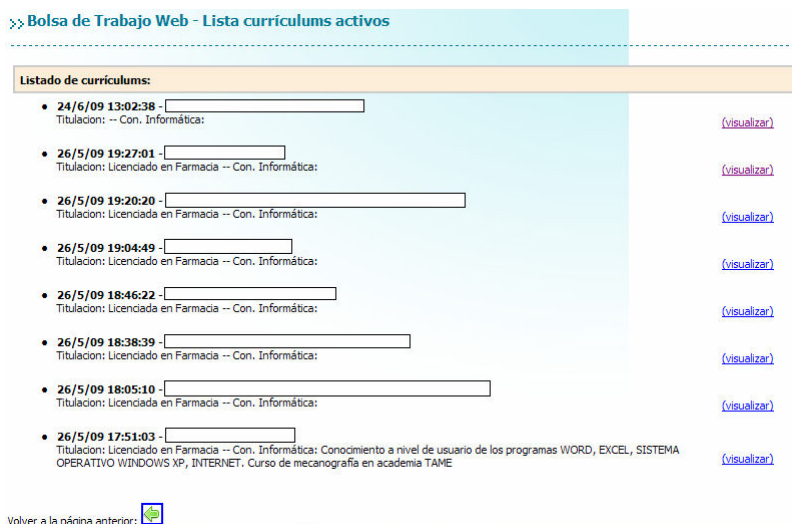 >> Bolsa de Trabajo Web - Lista currículums activos
Listado de currículums:
24/6/09 13:02:38 -
Titulacion: -- Con. Informática:
(visualizar)
26/5/09 19:27:01 -
Titulacion: Licenciado en Farmacia -- Con. Informática:
(visualizar)
26/5/09 19:20:20 -
Titulacion: Licenciada en Farmacia -- Con. Informática:
(visualizar)
26/5/09 19:04:49 -
Titulacion: Licenciado en Farmacia -- Con. Informática:
(visualizar)
26/5/09 18:46:22 -
Titulacion: Licenciada en Farmacia -- Con. Informática:
(visualizar)
26/5/09 18:38:39 -
Titulacion: Licenciado en Farmacia -- Con. Informática:
(visualizar)
26/5/09 18:05:10 -
Titulacion: Licenciada en Farmacia -- Con. Informática:
(visualizar)
26/5/09 17:51:03 -
Titulacion: Licenciado en Farmacia -- Con. Informática: Conocimiento a nivel de usuario de los programas WORD, EXCEL, SISTEMA
OPERATIVO WINDOWS XP, INTERNET. Curso de mecanografía en academia TAME
(visualizar)
Volver a la página anterior: